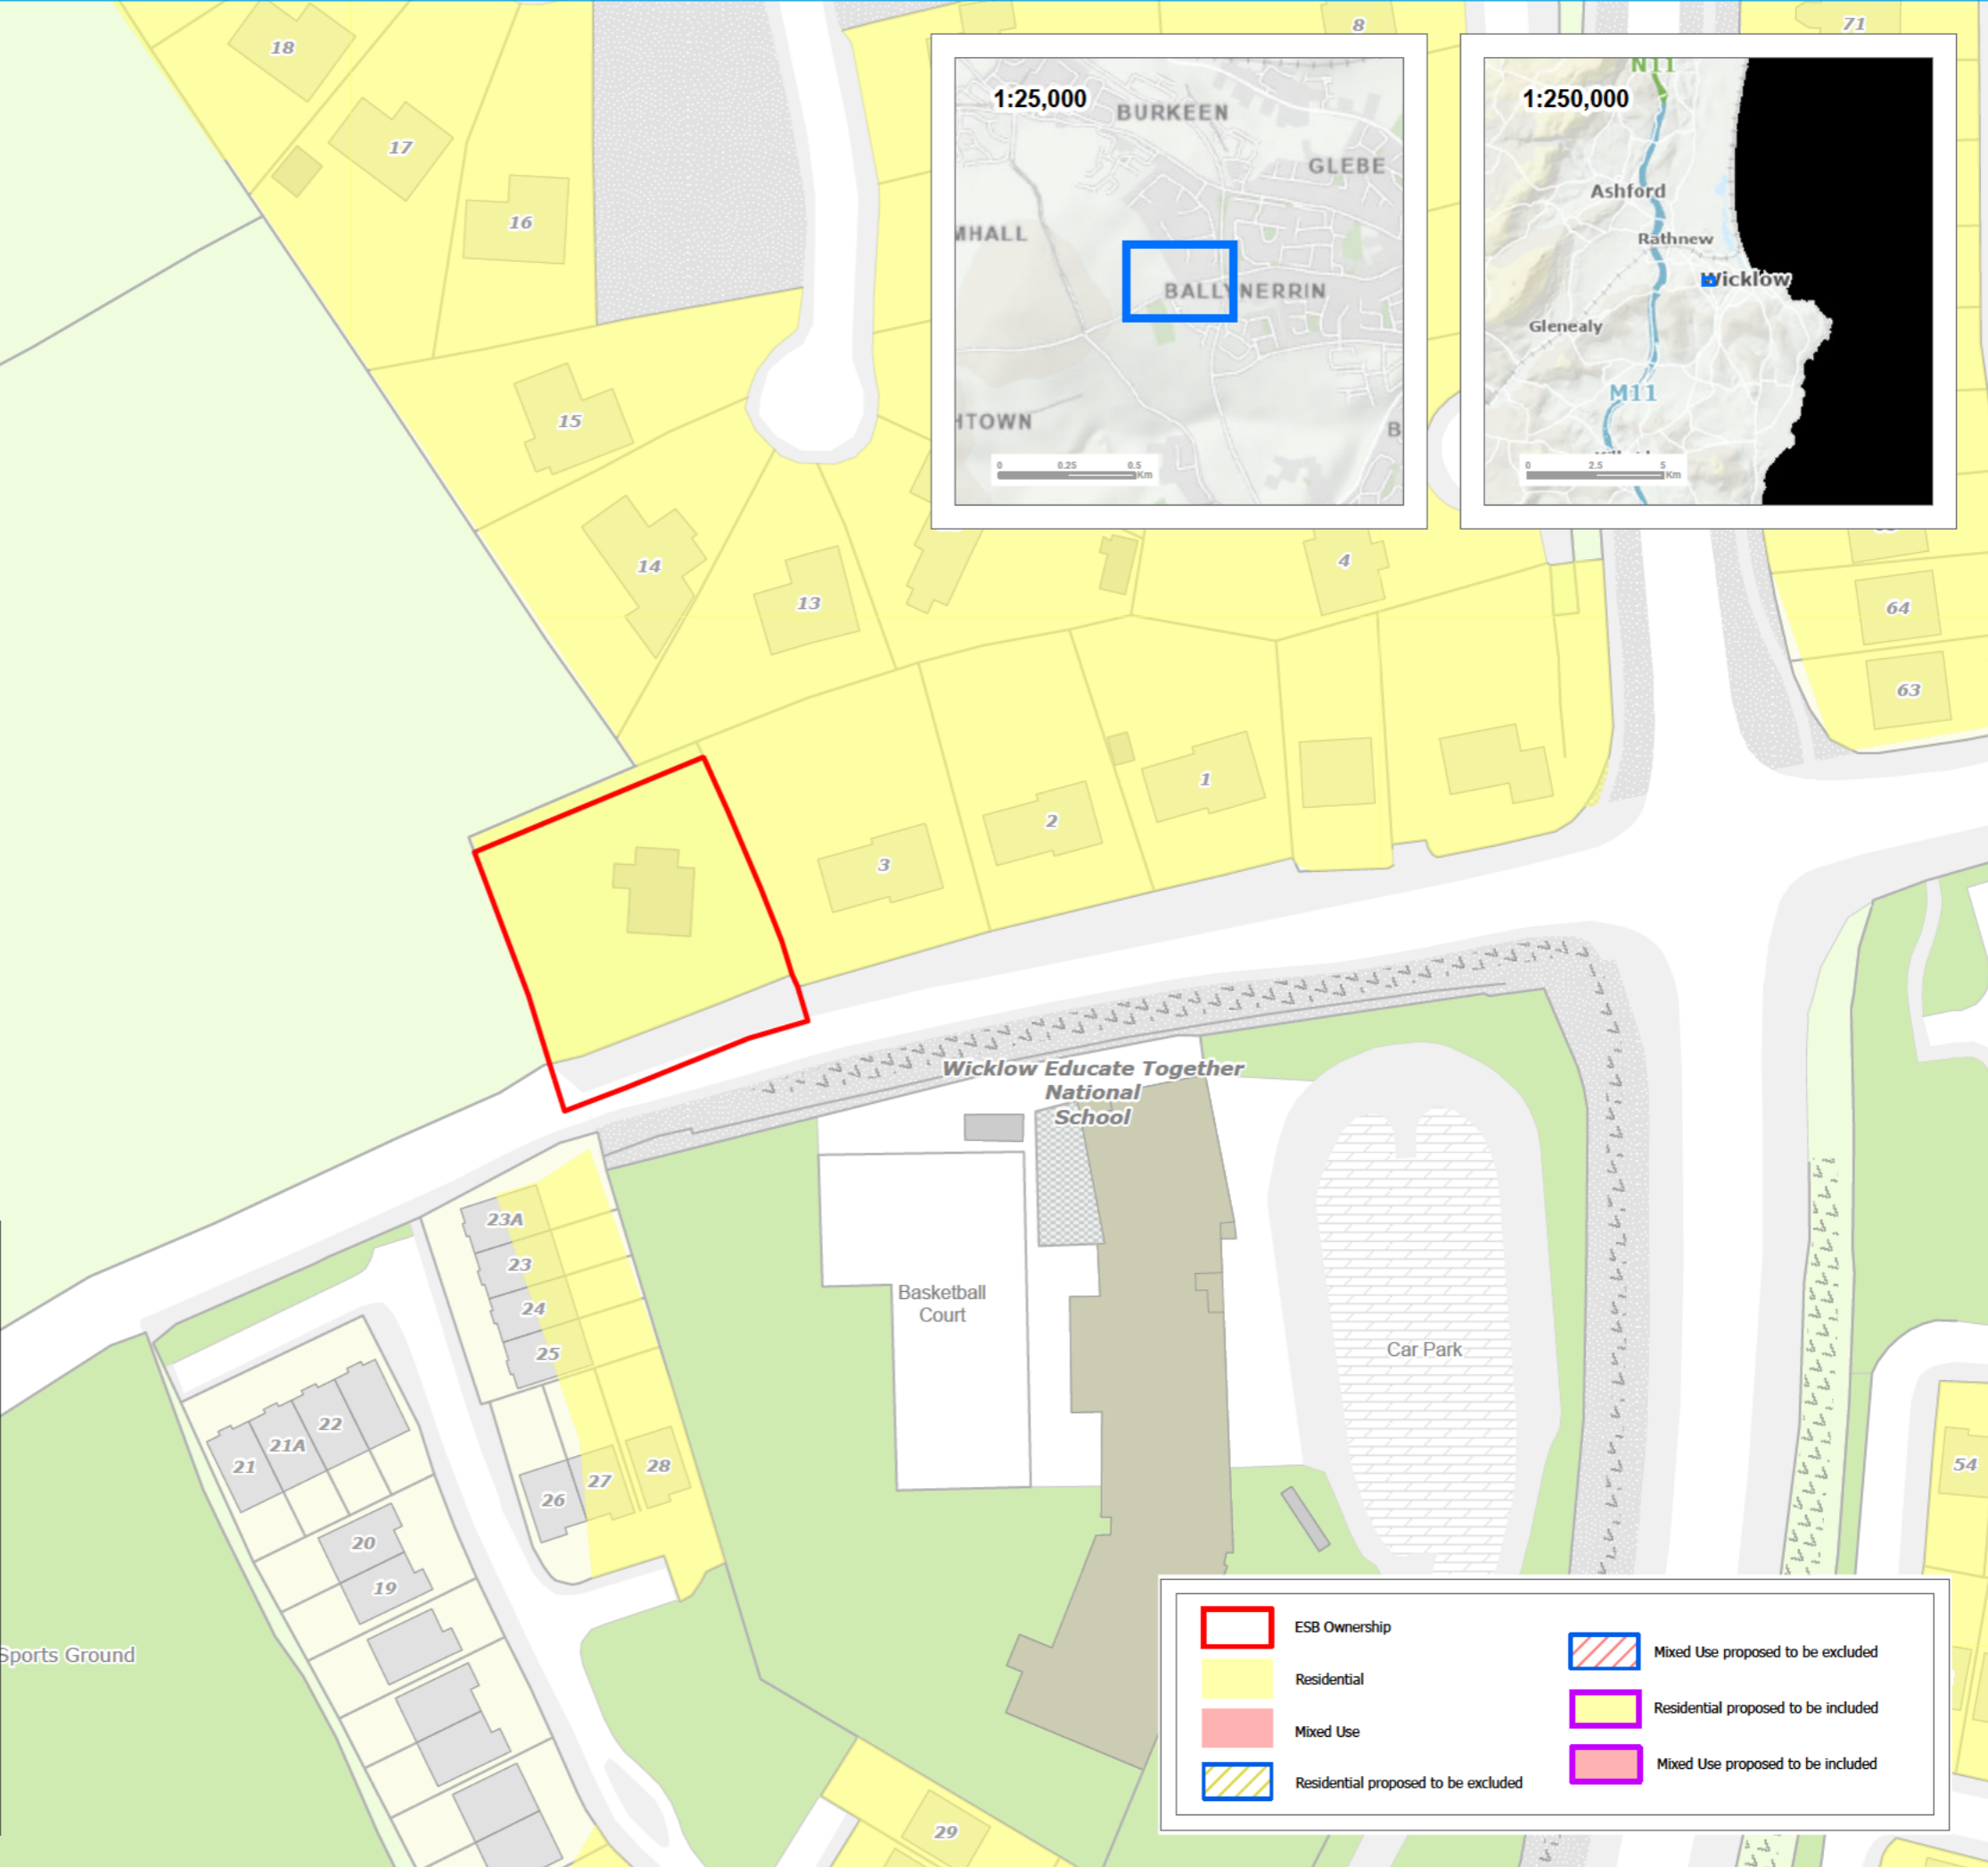 18
8
71
17
16
1:25,000
BURKEEN
GLEBE
MHALL
BALLYNERRIN
HTOWN
B
0 0.25 0.5
Km
1:250,000
N11
Ashford
Rathnew
Wicklow
Glenealy
M11
0 2.5 5
Km
15
14
13
4
64
63
1
2
3
Wicklow Educate Together
National
School
23A
23
24
25
Basketball
Court
Car Park
22
21A
21
28
27
26
20
19
54
Sports Ground
29
ESB Ownership
Residential
Mixed Use
Residential proposed to be excluded
Mixed Use proposed to be excluded
Residential proposed to be included
Mixed Use proposed to be included